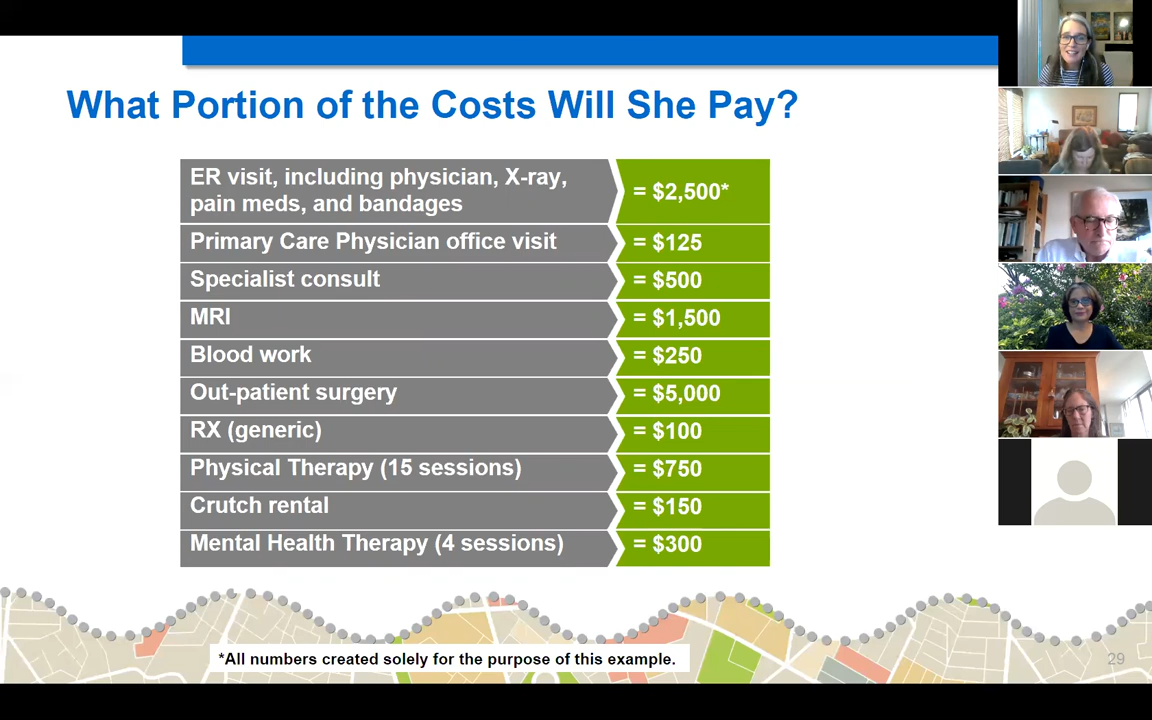 What Portion of the Costs Will She Pay?
ER visit, including physician, X-ray,
pain meds, and bandages
= $2,500*
Primary Care Physician office visit
= $125
Specialist consult
= $500
MRI
= $1,500
Blood work
= $250
Out-patient surgery
= $5,000
RX (generic)
= $100
Physical Therapy (15 sessions)
= $750
Crutch rental
= $150
Mental Health Therapy (4 sessions)
= $300
*All numbers created solely for the purpose of this example.
29